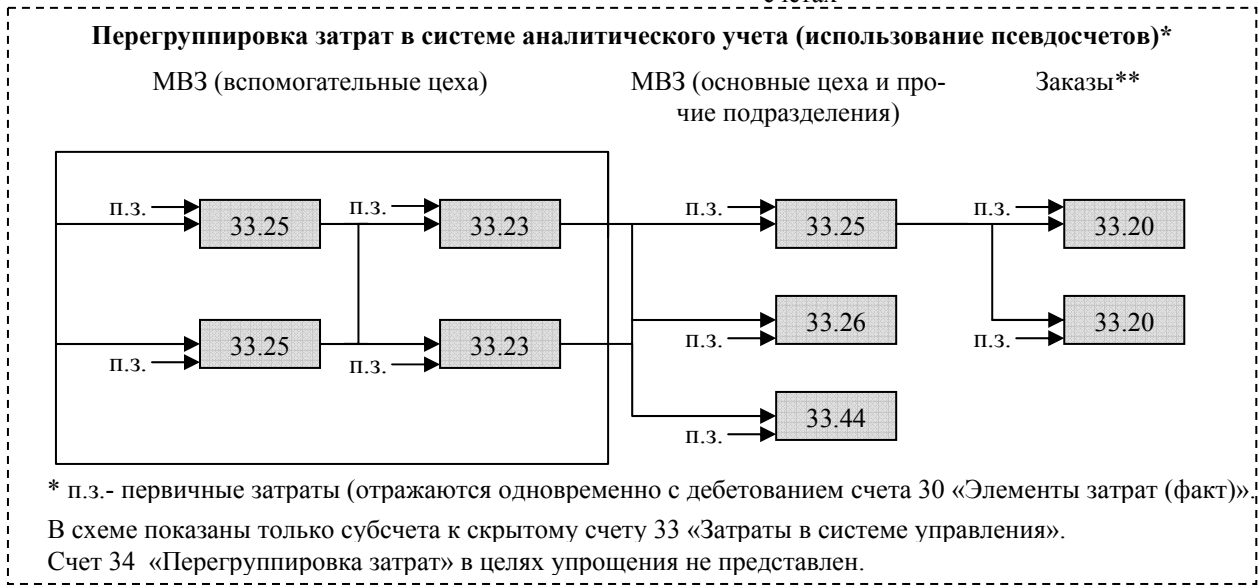 Перегруппировка затрат в системе аналитического учета (использование псевдосчетов)*
МВЗ (вспомогательные цеха)
МВЗ (основные цеха и про-
чие подразделения)
Заказы**
п.з.
33.25
п.з.
33.23
п.з.
33.25
п.з.
33.20
33.25
п.з.
33.23
п.з.
33.26
п.з.
33.20
п.з.
33.44
п.з.
* п.з.- первичные затраты (отражаются одновременно с дебетованием счета 30 «Элементы затрат (факт)».
В схеме показаны только субсчета к скрытому счету 33 «Затраты в системе управления».
Счет 34 «Перегруппировка затрат» в целях упрощения не представлен.